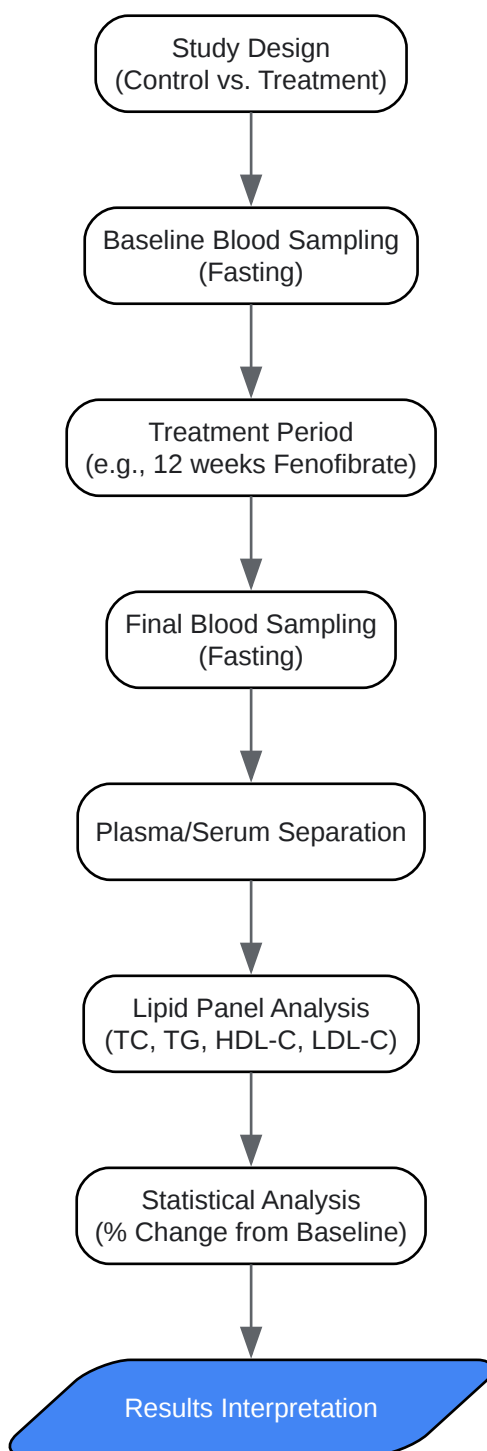 Study Design
(Control vs. Treatment)
Baseline Blood Sampling
(Fasting)
Treatment Period
(e.g., 12 weeks Fenofibrate)
Final Blood Sampling
(Fasting)
Plasma/Serum Separation
Lipid Panel Analysis
(TC, TG, HDL-C, LDL-C)
Statistical Analysis
(% Change from Baseline)
Results Interpretation